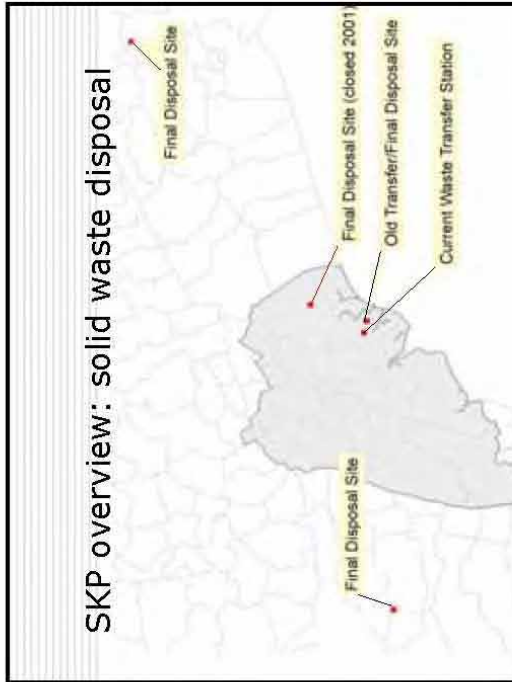 SKP overview: solid waste disposal
Final Disposal Site
Final Disposal Site (closed 2001)
Old Transfer/Final Disposal Site
Current Waste Transfer Station
Final Disposal Site